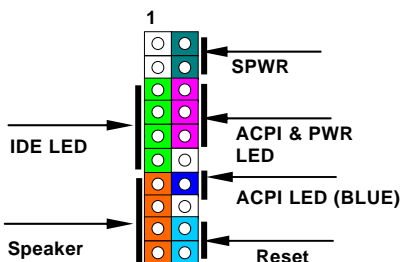 1
SPWR
ACPI & PWR
LED
IDE LED
ACPI LED (BLUE)
Speaker
Reset